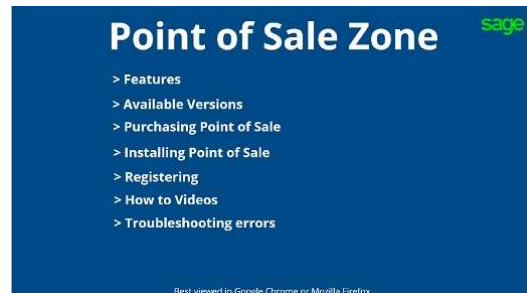 Point of Sale Zone
sage
> Features
> Available Versions
> Purchasing Point of Sale
> Installing Point of Sale
> Registering
> How to Videos
> Troubleshooting errors
Best viewed in Google Chrome or Mozilla Firefox